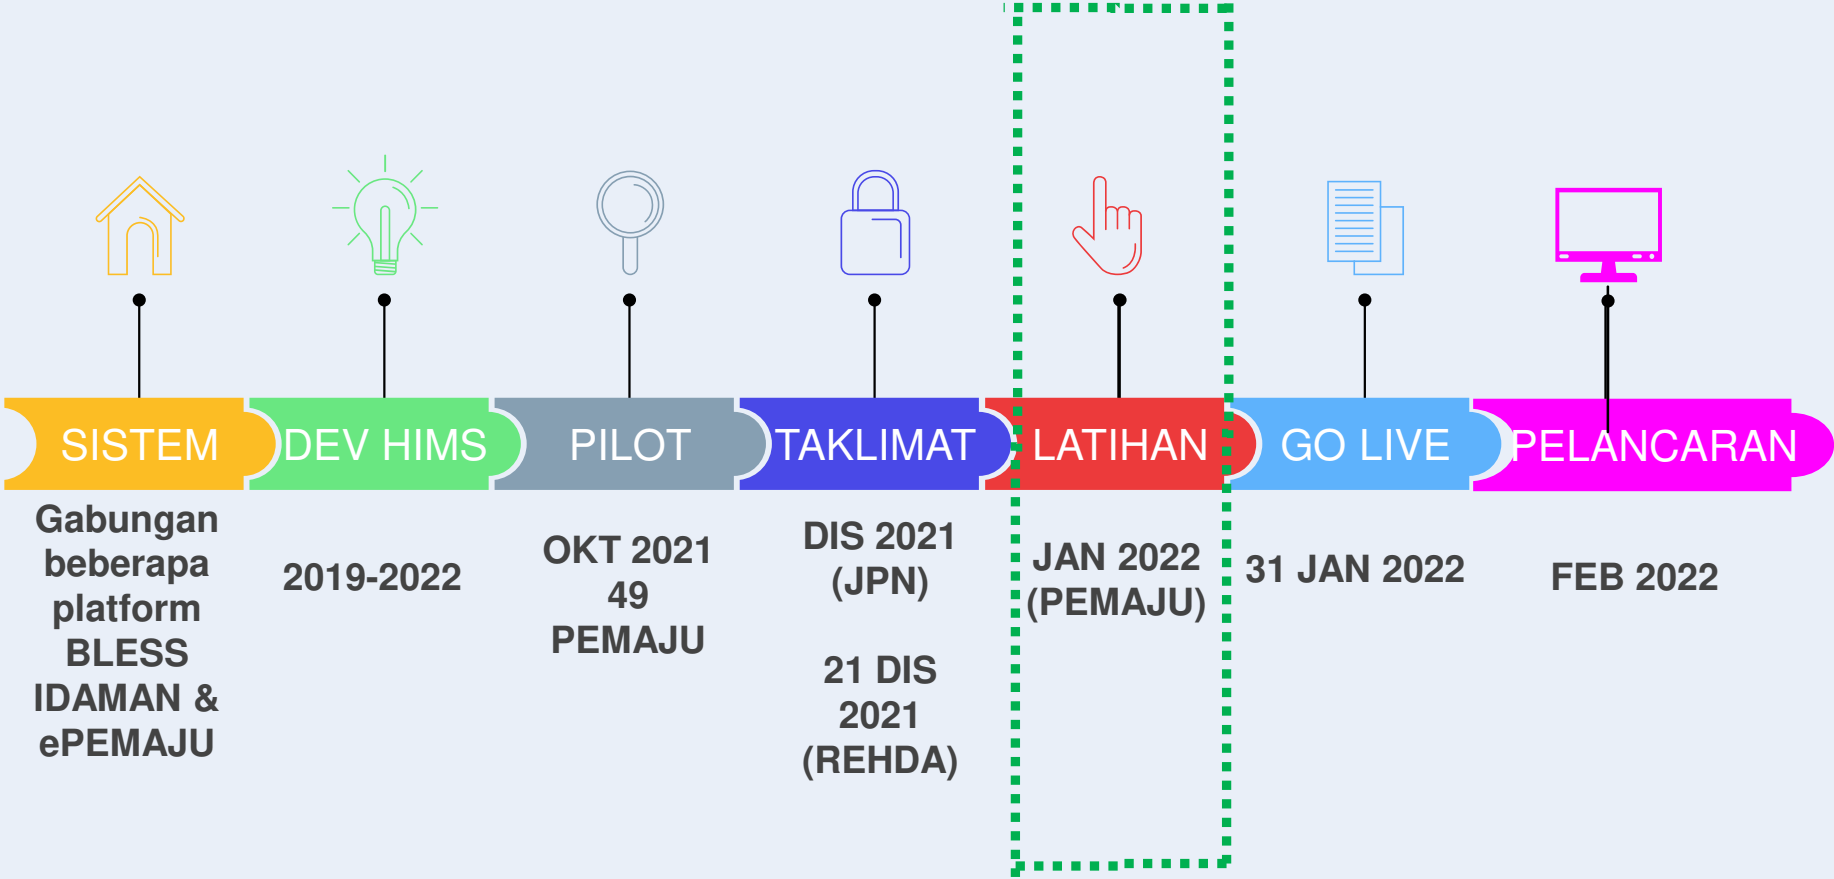 SISTEM
DEV HIMS
PILOT
TAKLIMAT
LATIHAN
GO LIVE
PELANCARAN
Gabungan
beberapa
platform
BLESS
IDAMAN &
ePEMAJU
2019-2022
OKT 2021
49
PEMAJU
DIS 2021
(JPN)
21 DIS
2021
(REHDA)
JAN 2022
(PEMAJU)
31 JAN 2022
FEB 2022